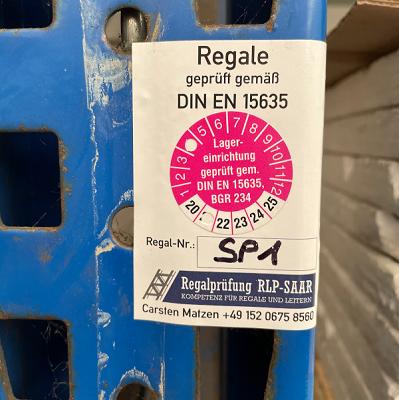 Regale
geprüft gemäß
DIN EN 15635
1 2 3 5 6 7 8 9 10 11 12
Lager-
einrichtung
geprüft gem.
DIN EN 15635,
BGR 234
20 22 23 24 25
Regal-Nr.: SP1
Regalprüfung RLP-SAAR
KOMPETENZ FÜR REGALE UND LEITERN
Carsten Matzen +49 152 0675 8560